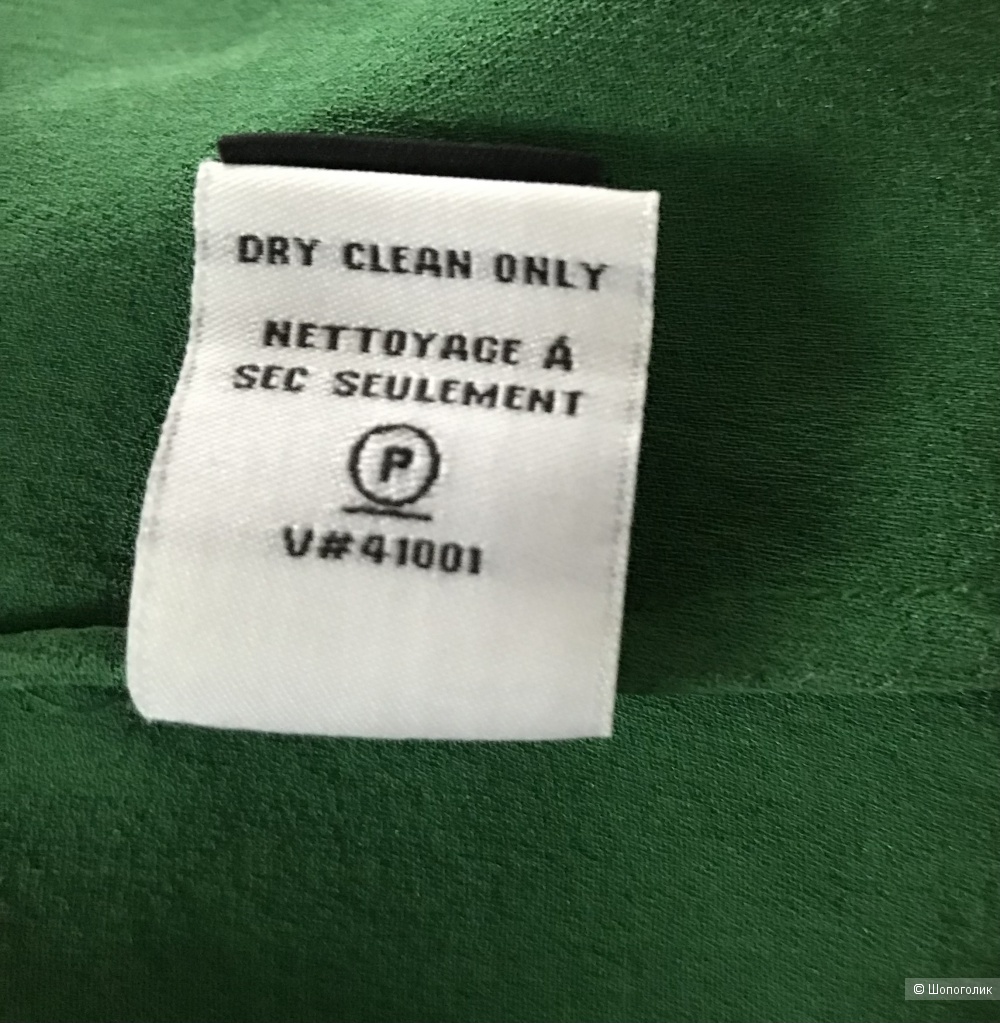 DRY CLEAN ONLY
NETTOYAGE Á
SEC SEULEMENT
P
V#41001
© Шопоголик